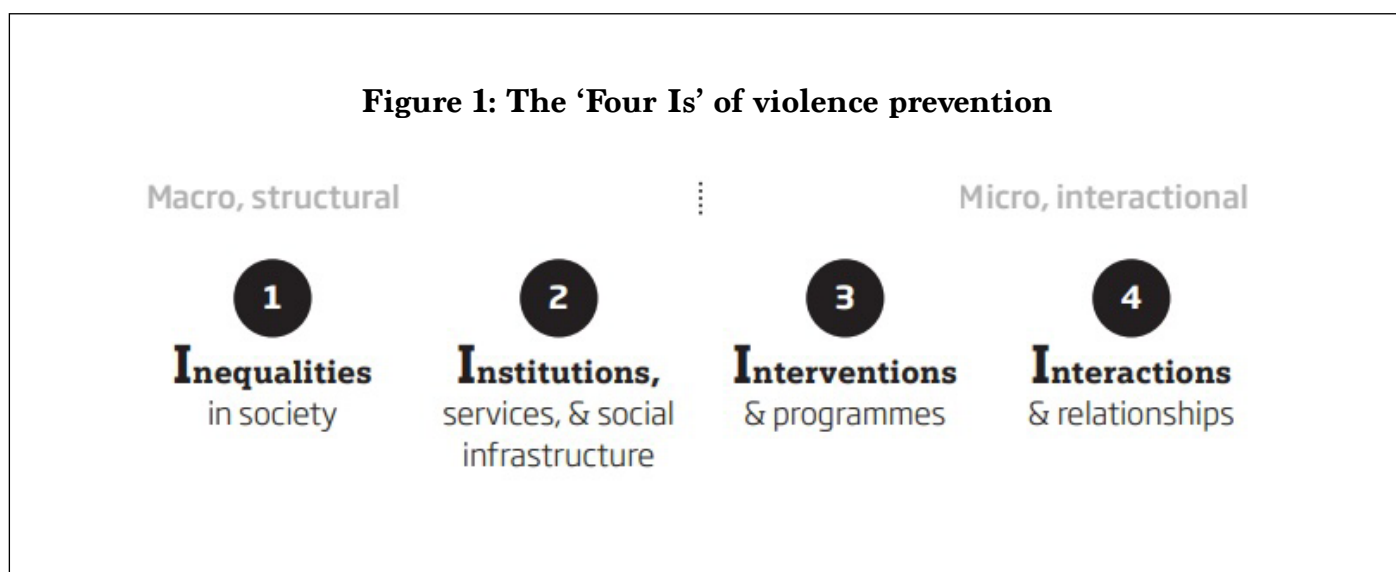 Figure 1: The ‘Four Is’ of violence prevention
Macro, structural
Micro, interactional
1
Inequalities
in society
2
Institutions,
services, & social
infrastructure
3
Interventions
& programmes
4
Interactions
& relationships